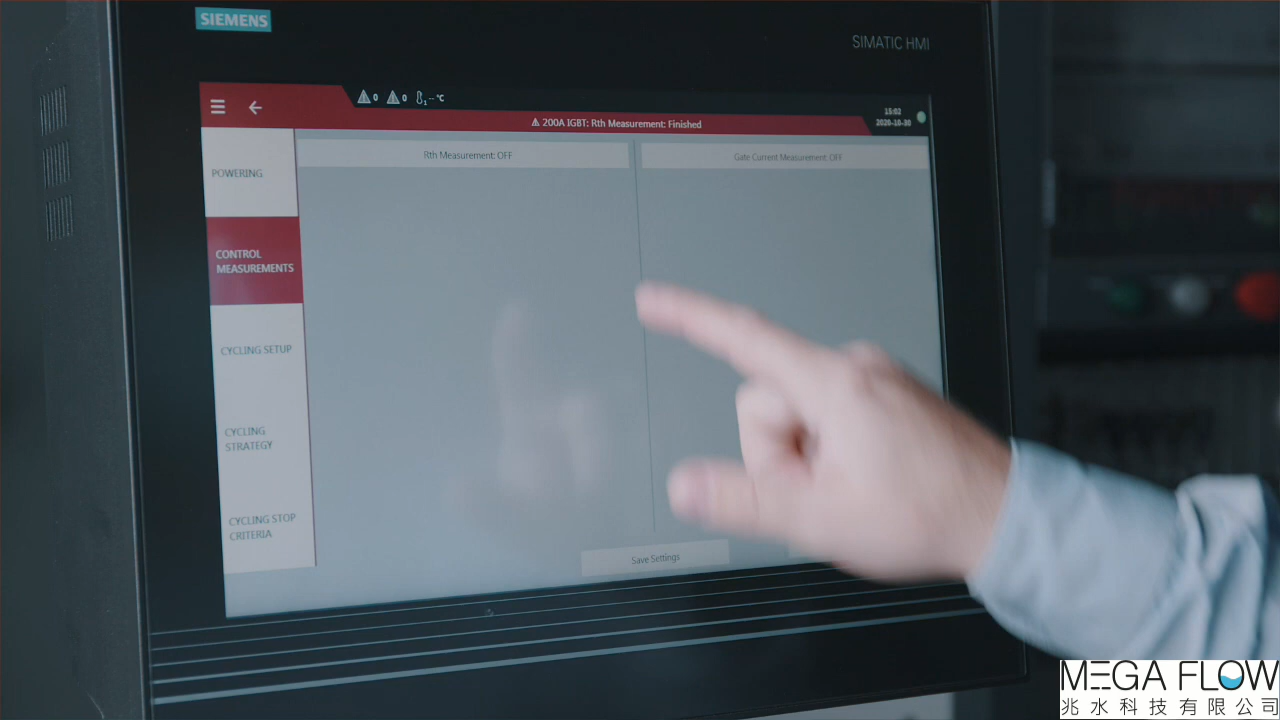 SIEMENS
SIMATIC HMI
0 0 1 -- °C
15:02
2020-10-30
200A IGBT: Rth Measurement: Finished
Rth Measurement: OFF
Gate Current Measurement: OFF
POWERING
CONTROL
MEASUREMENTS
CYCLING SETUP
CYCLING
STRATEGY
CYCLING STOP
CRITERIA
Save Settings
MEGA FLOW
兆水科技有限公司